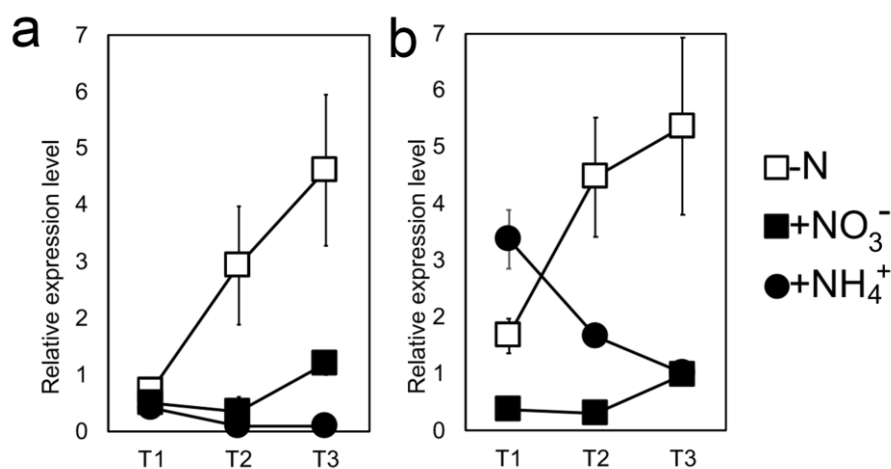 a
7
6
5
4
3
2
1
0
Relative expression level
T1 T2 T3
b
7
6
5
4
3
2
1
0
Relative expression level
T1 T2 T3
-N
+NO₃⁻
+NH₄⁺